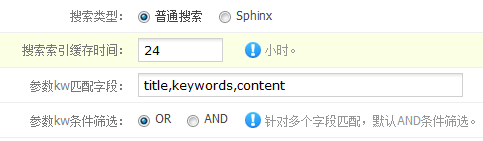 搜索类型： 普通搜索 Sphinx
搜索索引缓存时间： 24 小时。
参数kw匹配字段： title,keywords,content
参数kw条件筛选： OR AND 针对多个字段匹配，默认AND条件筛选。